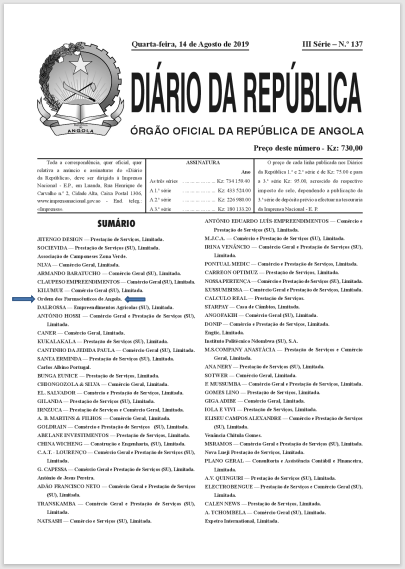 Quarta-feira, 14 de Agosto de 2019
III Série – N.º 137
ANGOLA
DIÁRIO DA REPÚBLICA
ÓRGÃO OFICIAL DA REPÚBLICA DE ANGOLA
Preço deste número - Kz: 730,00
Toda a correspondência, quer oficial, quer
relativa a anúncio e assinaturas do «Diário
da República», deve ser dirigida à Imprensa
Nacional - E.P., em Luanda, Rua Henrique de
Carvalho n.º 2, Cidade Alta, Caixa Postal 1306,
www.imprensanacional.gov.ao - End. teleg.:
«Imprensa».
ASSINATURA
Ano
As três séries Kz: 734 159.40
A 1.ª série Kz: 433 524.00
A 2.ª série Kz: 226 980.00
A 3.ª série Kz: 180 133.20
O preço de cada linha publicada nos Diários
da República 1.ª e 2.ª série é de Kz: 75.00 e para
a 3.ª série Kz: 95.00, acrescido do respectivo
imposto de selo, dependendo a publicação da
3.ª série de depósito prévio a efectuar na tesouraria
da Imprensa Nacional - E. P.
SUMÁRIO
JITENGO DESIGN — Prestação de Serviços, Limitada.
SOCIEVIDA — Prestação de Serviços (SU), Limitada.
Associação de Camponeses Zona Verde.
NLVA — Comércio Geral, Limitada.
ARMANDO BARATUCHO — Comércio Geral (SU), Limitada.
CLAUPESO EMPREENDIMENTOS — Comércio Geral (SU), Limitada.
KILUMUE — Comércio Geral (SU), Limitada.
Ordem dos Farmacêuticos de Angola.
DALROSSA — Empreendimentos Agrícolas (SU), Limitada.
ANTÓNIO HOSSI — Comércio Geral e Prestação de Serviços (SU),
Limitada.
CANER — Comércio Geral, Limitada.
KUKALAKALA — Prestação de Serviços, Limitada.
CANTINHO DA JEDIDA PAULA — Comércio Geral (SU), Limitada.
SANTA ERMINDA — Prestação de Serviços (SU), Limitada.
Carlos Albino Portugal.
BUNGA EUNICE — Prestação de Serviços, Limitada.
CHIONGOZOLA & SILVA — Comércio Geral, Limitada.
EL. SALVADOR — Comércio e Prestação de Serviços, Limitada.
GILANDA — Prestação de Serviços (SU), Limitada.
IRNZUCA — Comércio Geral e Prestação de Serviços (SU), Limitada.
A. B. MARTINS & FILHOS — Comércio Geral, Limitada.
GOLDRAIN — Comércio e Prestação de Serviços (SU), Limitada.
ABELANE INVESTIMENTOS — Prestação de Serviços, Limitada.
CHINA WICHENG — Construção e Engenharia, (SU), Limitada.
C.A.T. LOURENÇO — Comércio Geral e Prestação de Serviços (SU),
Limitada.
G. CAPESSA — Comércio Geral e Prestação de Serviços (SU), Limitada.
António de Jesus Pereira.
ADÃO FRANCISCO NETO — Comércio Geral e Prestação de Serviços
(SU), Limitada.
TRANSKAMBA — Comércio Geral e Prestação de Serviços (SU),
Limitada.
NATSASHI — Comércio e Serviços (SU), Limitada.
ANTÓNIO EDUARDO LUÍS EMPREENDIMENTOS — Comércio e
Prestação de Serviços (SU), Limitada.
M.J.C.A. — Comércio e Prestação de Serviços (SU), Limitada.
IRINA VENÂNCIO — Comércio Geral e Prestação de Serviços (SU),
Limitada.
PONTUAL MEDIC — Comércio e Prestação de Serviços, Limitada.
CARREON OPTIMUZ — Prestação de Serviços, Limitada.
NOSSA PERTENÇA — Comércio e Prestação de Serviços (SU), Limitada.
KUSSUMBISSA — Comércio Geral e Prestação de Serviços (SU), Limitada.
CALCULO REAL — Prestação de Serviços.
STARPAY — Casa de Câmbios, Limitada.
ANGOFAKIH — Comércio Geral (SU), Limitada.
DONIP — Comércio e Prestação de Serviços (SU), Limitada.
Engtic, Limitada.
Instituto Politécnico Ndombua (SU), S.A.
M.S.COMPANY ANASTÁCIA — Prestação de Serviços e Comércio
Geral, Limitada.
ANA NERY — Prestação de Serviços (SU), Limitada.
SOTWER — Comércio Geral, Limitada.
F. MUSSUMBA — Comércio Geral e Prestação de Serviços (SU), Limitada.
GOMES LINO — Prestação de Serviços, Limitada.
GIGA ADIBE — Comércio Geral, Limitada.
IOLA E VIVI — Prestação de Serviços, Limitada.
ELISEU CAMPOS ALEXANDRE — Comércio e Prestação de Serviços
(SU), Limitada.
Venâncio Chitula Gomes.
MSRAMOS — Comércio Geral e Prestação de Serviços (SU), Limitada.
Nova Linji Prestação de Serviços, Limitada.
PLANO GERAL — Consultoria e Assistência Contábil e Financeira,
Limitada.
A.V. QUINGURI — Prestação de Serviços (SU), Limitada.
ELECTROBENGUE — Prestação de Serviços e Comércio Geral (SU),
Limitada.
CALEN NEWS — Prestação de Serviços, Limitada.
A. TCHOMBELA — Comércio Geral (SU), Limitada.
Experiro International, Limitada.